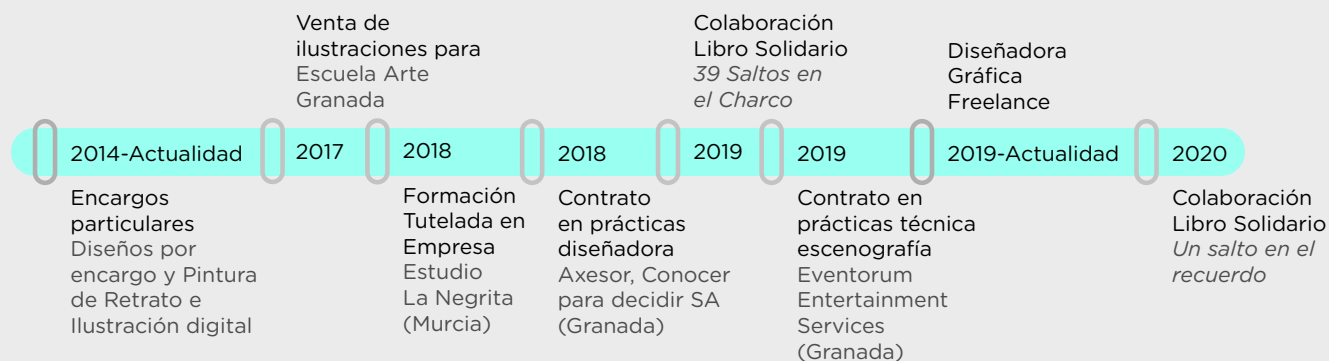 2014-Actualidad
Encargos
particulares
Diseños por
encargo y Pintura
de Retrato e
Ilustración digital
Venta de
ilustraciones para
Escuela Arte
Granada
2017
2018
Formación
Tutelada en
Empresa
Estudio
La Negrita
(Murcia)
2018
Contrato
en prácticas
diseñadora
Axesor, Conocer
para decidir SA
(Granada)
Colaboración
Libro Solidario
39 Saltos en
el Charco
2019
2019
Contrato en
prácticas técnica
escenografía
Eventorum
Entertainment
Services
(Granada)
Diseñadora
Gráfica
Freelance
2019-Actualidad
2020
Colaboración
Libro Solidario
Un salto en el
recuerdo